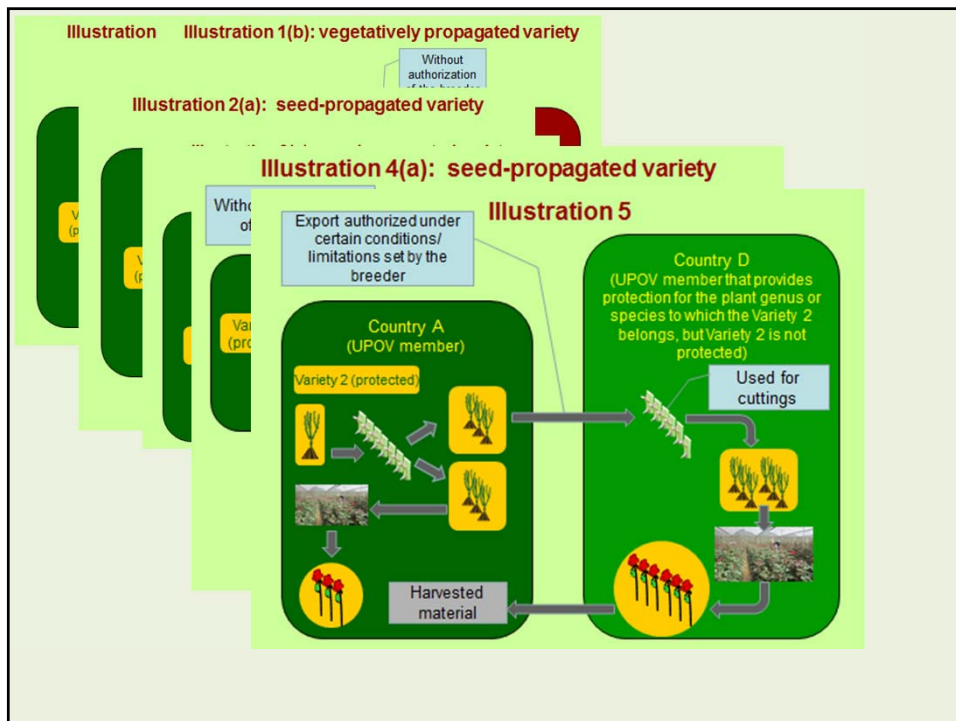 Illustration
Illustration 1(b): vegetatively propagated variety
Without
authorization
of the breeder
Illustration 2(a): seed-propagated variety
Illustration 4(a): seed-propagated variety
Illustration 5
Export authorized under
certain conditions/
limitations set by the
breeder
Country A
(UPOV member)
Variety 2 (protected)
Country D
(UPOV member that provides
protection for the plant genus or
species to which the Variety 2
belongs, but Variety 2 is not
protected)
Used for
cuttings
Harvested
material